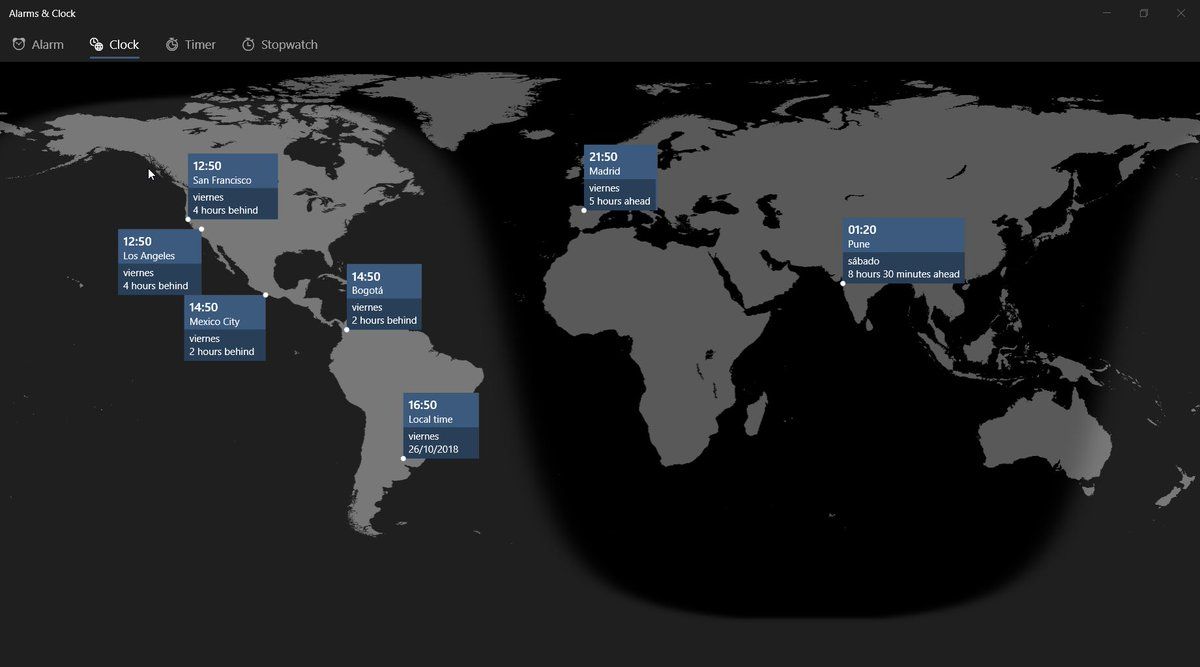 Alarms & Clock
Alarm
Clock
Timer
Stopwatch
12:50
San Francisco
viernes
4 hours behind
12:50
Los Angeles
viernes
4 hours behind
14:50
Mexico City
viernes
2 hours behind
14:50
Bogotá
viernes
2 hours behind
16:50
Local time
viernes
26/10/2018
21:50
Madrid
viernes
5 hours ahead
01:20
Pune
sábado
8 hours 30 minutes ahead